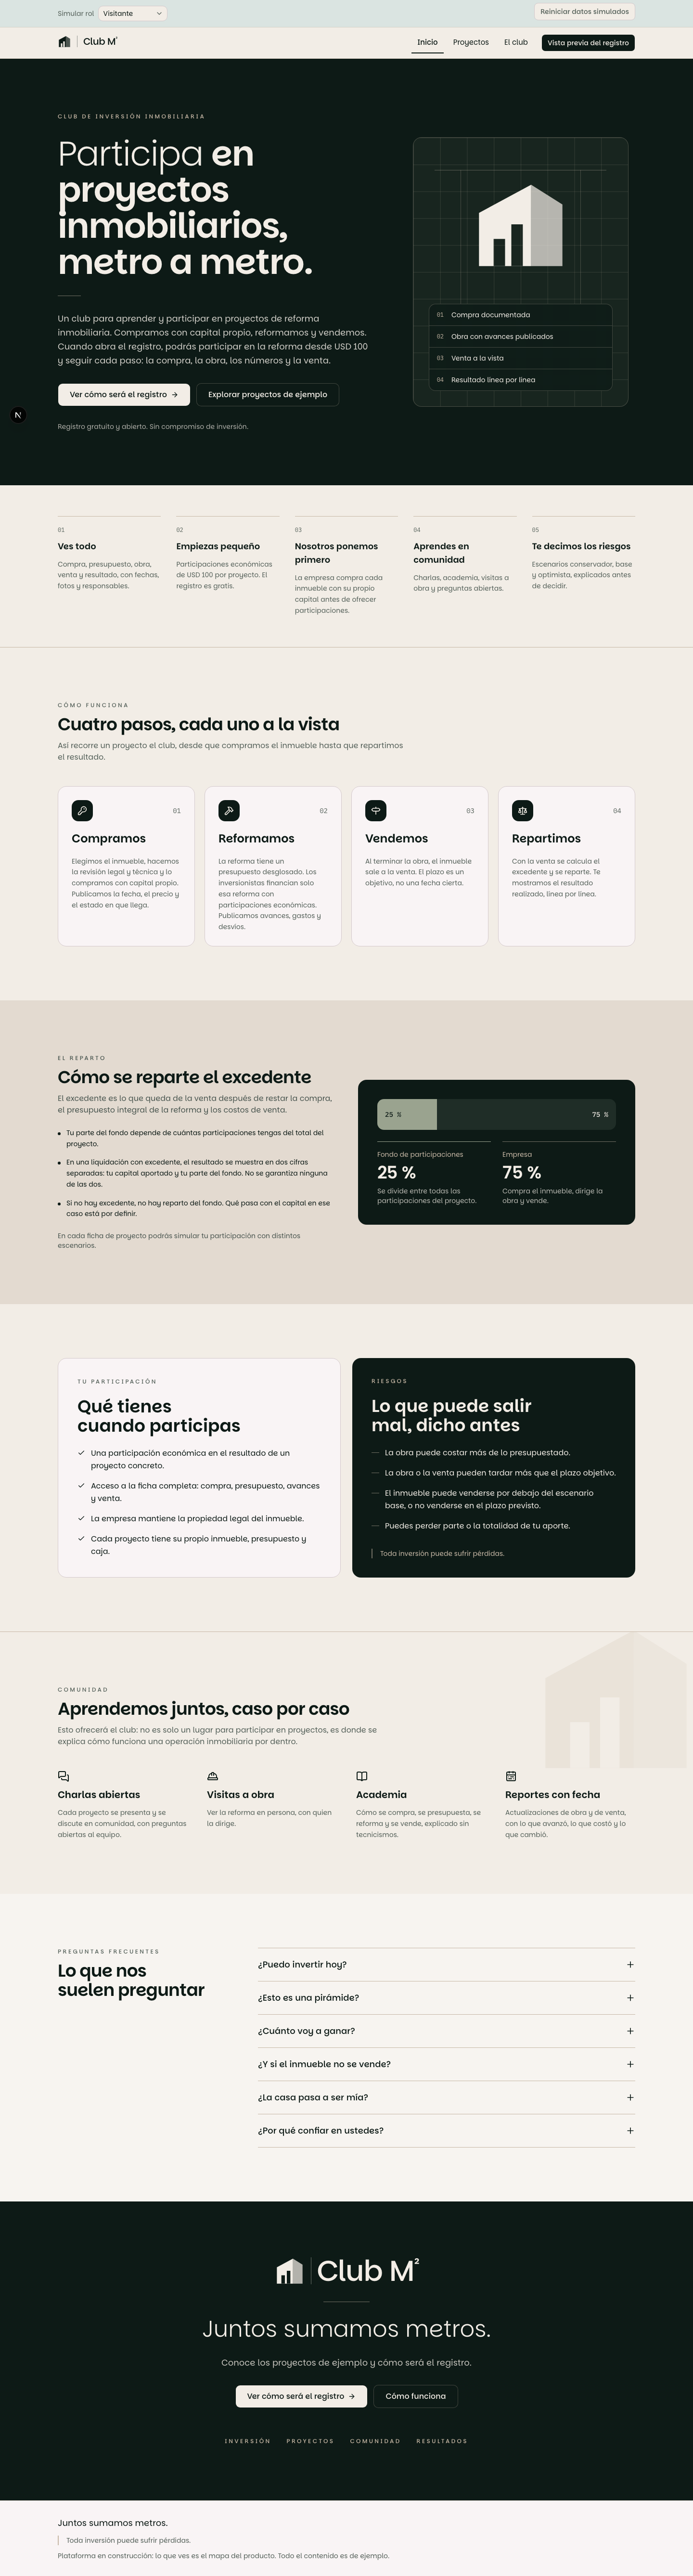 Simular rol
Visitante
Reiniciar datos simulados
Club M²
Inicio
Proyectos
El club
Vista previa del registro
CLUB DE INVERSIÓN INMOBILIARIA
Participa en
proyectos
inmobiliarios,
metro a metro.
Un club para aprender y participar en proyectos de reforma
inmobiliaria. Compramos con capital propio, reformamos y vendemos.
Cuando abra el registro, podrás participar en la reforma desde USD 100
y seguir cada paso: la compra, la obra, los números y la venta.
Ver cómo será el registro →
Explorar proyectos de ejemplo
Registro gratuito y abierto. Sin compromiso de inversión.
01 Compra documentada
02 Obra con avances publicados
03 Venta a la vista
04 Resultado línea por línea
N
01
Ves todo
Compra, presupuesto, obra,
venta y resultado, con fechas,
fotos y responsables.
02
Empiezas pequeño
Participaciones económicas
de USD 100 por proyecto. El
registro es gratis.
03
Nosotros ponemos
primero
La empresa compra cada
inmueble con su propio
capital antes de ofrecer
participaciones.
04
Aprendes en
comunidad
Charlas, academia, visitas a
obra y preguntas abiertas.
05
Te decimos los riesgos
Escenarios conservador, base
y optimista, explicados antes
de decidir.
CÓMO FUNCIONA
Cuatro pasos, cada uno a la vista
Así recorre un proyecto el club, desde que compramos el inmueble hasta que repartimos
el resultado.
01
Compramos
Elegimos el inmueble, hacemos
la revisión legal y técnica y lo
compramos con capital propio.
Publicamos la fecha, el precio y
el estado en que llega.
02
Reformamos
La reforma tiene un
presupuesto desglosado. Los
inversionistas financian solo
esa reforma con
participaciones económicas.
Publicamos avances, gastos y
desvíos.
03
Vendemos
Al terminar la obra, el inmueble
sale a la venta. El plazo es un
objetivo, no una fecha cierta.
04
Repartimos
Con la venta se calcula el
excedente y se reparte. Te
mostramos el resultado
realizado, línea por línea.
EL REPARTO
Cómo se reparte el excedente
El excedente es lo que queda de la venta después de restar la compra,
el presupuesto integral de la reforma y los costos de venta.
Tu parte del fondo depende de cuántas participaciones tengas del total del
proyecto.
En una liquidación con excedente, el resultado se muestra en dos cifras
separadas: tu capital aportado y tu parte del fondo. No se garantiza ninguna
de las dos.
Si no hay excedente, no hay reparto del fondo. Qué pasa con el capital en ese
caso está por definir.
En cada ficha de proyecto podrás simular tu participación con distintos
escenarios.
25 %
75 %
Fondo de participaciones
25 %
Se divide entre todas las
participaciones del proyecto.
Empresa
75 %
Compra el inmueble, dirige la
obra y vende.
TU PARTICIPACIÓN
Qué tienes
cuando participas
Una participación económica en el resultado de un
proyecto concreto.
Acceso a la ficha completa: compra, presupuesto, avances
y venta.
La empresa mantiene la propiedad legal del inmueble.
Cada proyecto tiene su propio inmueble, presupuesto y
caja.
RIESGOS
Lo que puede salir
mal, dicho antes
La obra puede costar más de lo presupuestado.
La obra o la venta pueden tardar más que el plazo objetivo.
El inmueble puede venderse por debajo del escenario
base, o no venderse en el plazo previsto.
Puedes perder parte o la totalidad de tu aporte.
Toda inversión puede sufrir pérdidas.
COMUNIDAD
Aprendemos juntos, caso por caso
Esto ofrecerá el club: no es solo un lugar para participar en proyectos, es donde se
explica cómo funciona una operación inmobiliaria por dentro.
Charlas abiertas
Cada proyecto se presenta y se
discute en comunidad, con preguntas
abiertas al equipo.
Visitas a obra
Ver la reforma en persona, con quien
la dirige.
Academia
Cómo se compra, se presupuesta, se
reforma y se vende, explicado sin
tecnicismos.
Reportes con fecha
Actualizaciones de obra y de venta,
con lo que avanzó, lo que costó y lo
que cambió.
PREGUNTAS FRECUENTES
Lo que nos
suelen preguntar
¿Puedo invertir hoy?
¿Esto es una pirámide?
¿Cuánto voy a ganar?
¿Y si el inmueble no se vende?
¿La casa pasa a ser mía?
¿Por qué confiar en ustedes?
Club M²
Juntos sumamos metros.
Conoce los proyectos de ejemplo y cómo será el registro.
Ver cómo será el registro →
Cómo funciona
INVERSIÓN PROYECTOS COMUNIDAD RESULTADOS
Juntos sumamos metros.
Toda inversión puede sufrir pérdidas.
Plataforma en construcción: lo que ves es el mapa del producto. Todo el contenido es de ejemplo.